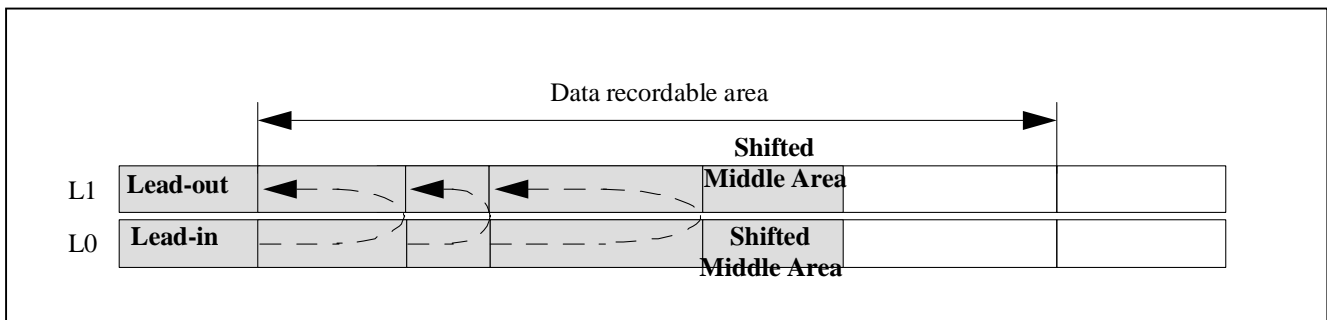 Data recordable area
Shifted
L1 Lead-out Middle Area
L0 Lead-in Shifted
Middle Area